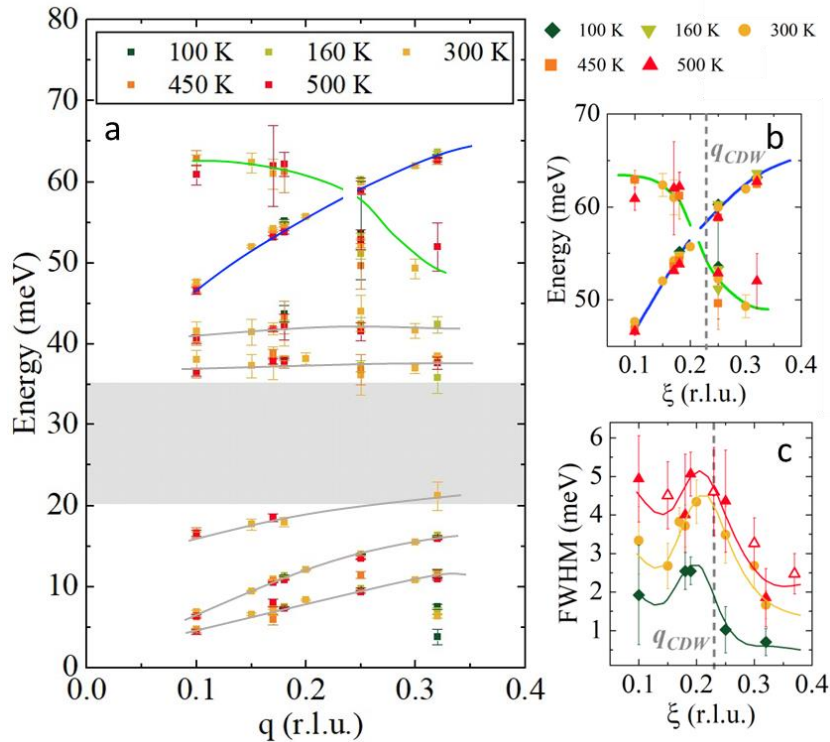 a
100 K 160 K 300 K
450 K 500 K
80
70
60
50
40
30
20
10
0
Energy (meV)
0.0 0.1 0.2 0.3 0.4
q (r.l.u.)
100 K 160 K 300 K
450 K 500 K
b
qCDW
70
60
50
Energy (meV)
0.1 0.2 0.3 0.4
ξ (r.l.u.)
c
6
5
4
3
2
1
FWHM (meV)
qCDW
0.1 0.2 0.3 0.4
ξ (r.l.u.)